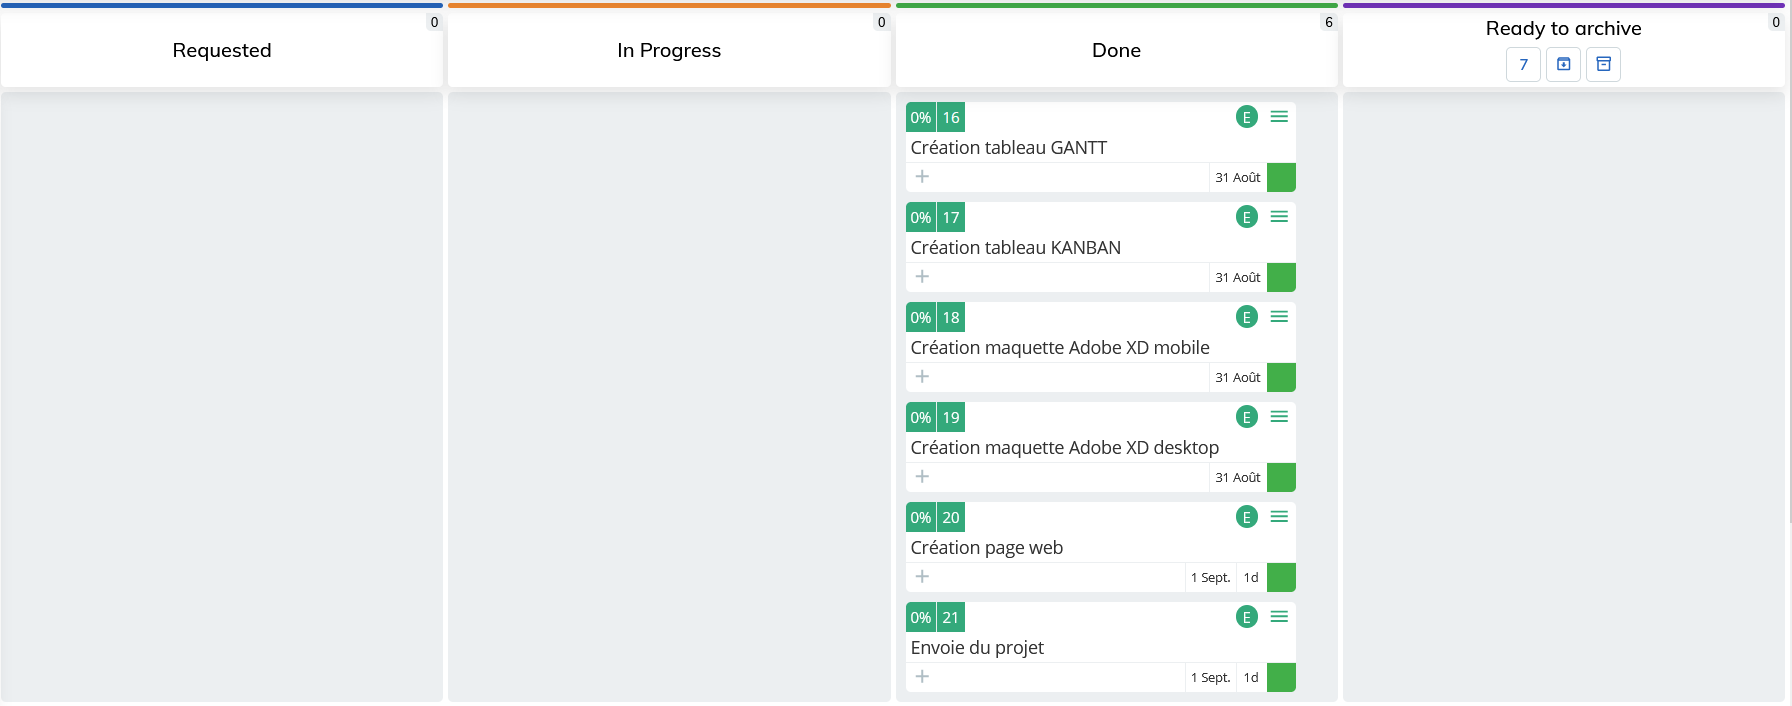 0
Requested
0
In Progress
6
Done
0
Ready to archive
7
0% 16 E
Création tableau GANTT
31 Août
0% 17 E
Création tableau KANBAN
31 Août
0% 18 E
Création maquette Adobe XD mobile
31 Août
0% 19 E
Création maquette Adobe XD desktop
31 Août
0% 20 E
Création page web
1 Sept. 1d
0% 21 E
Envoie du projet
1 Sept. 1d